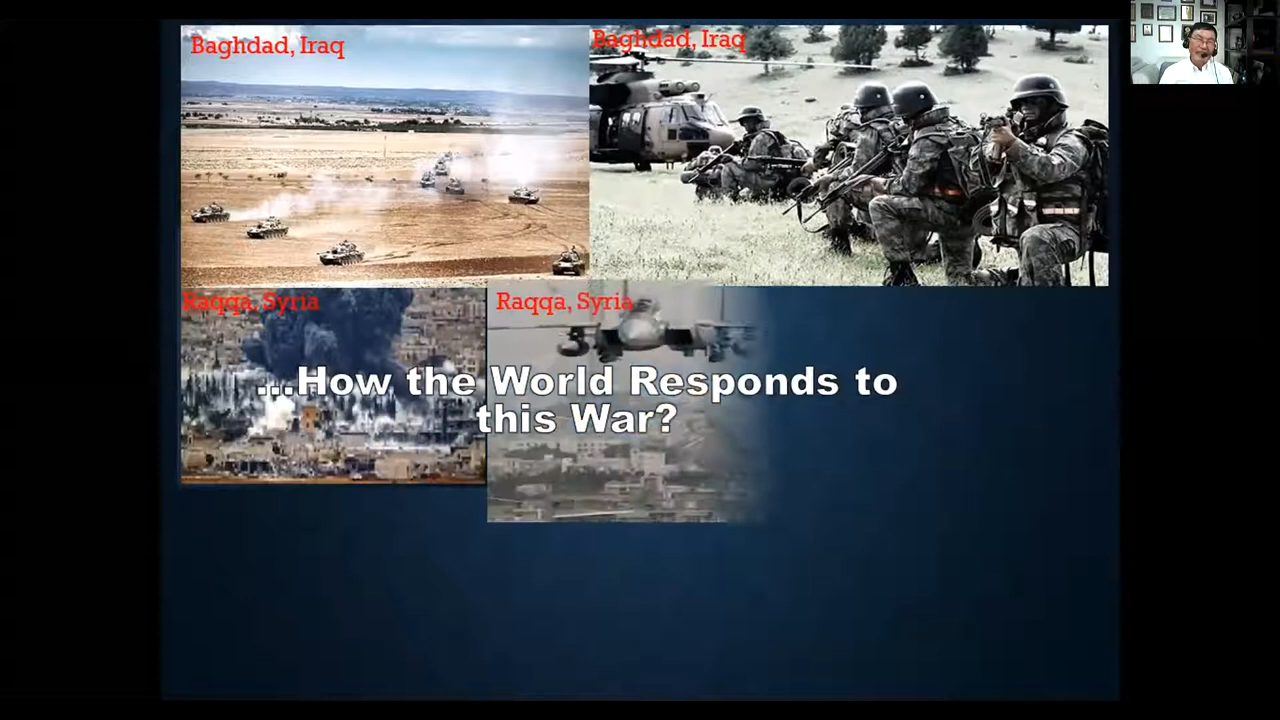 Baghdad, Iraq
Baghdad, Iraq
Raqqa, Syria
Raqqa, Syria
...How the World Responds to
this War?